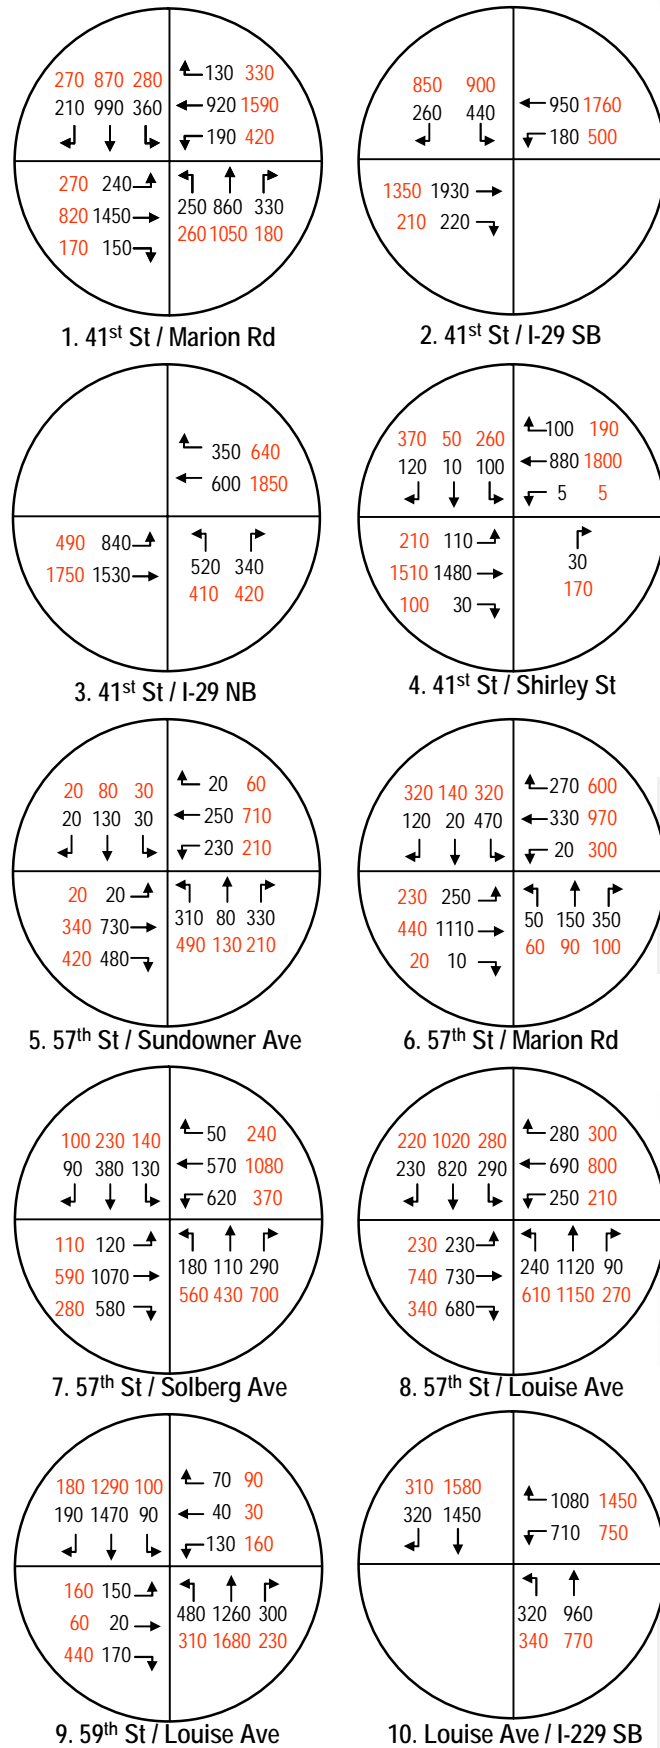 270 870 280
210 990 360
130 330
920 1590
190 420
270 240
820 1450
170 150
250 860 330
260 1050 180
1. 41st St / Marion Rd
850 900
260 440
950 1760
180 500
1350 1930
210 220
2. 41st St / I-29 SB
350 640
600 1850
490 840
1750 1530
520 340
410 420
3. 41st St / I-29 NB
370 50 260
120 10 100
100 190
880 1800
5 5
210 110
1510 1480
100 30
30
170
4. 41st St / Shirley St
20 80 30
20 130 30
20 60
250 710
230 210
20 20
340 730
420 480
310 80 330
490 130 210
5. 57th St / Sundowner Ave
320 140 320
120 20 470
270 600
330 970
20 300
230 250
440 1110
20 10
50 150 350
60 90 100
6. 57th St / Marion Rd
100 230 140
90 380 130
50 240
570 1080
620 370
110 120
590 1070
280 580
180 110 290
560 430 700
7. 57th St / Solberg Ave
220 1020 280
230 820 290
280 300
690 800
250 210
230 230
740 730
340 680
240 1120 90
610 1150 270
8. 57th St / Louise Ave
180 1290 100
190 1470 90
70 90
40 30
130 160
160 150
60 20
440 170
480 1260 300
310 1680 230
9. 59th St / Louise Ave
310 1580
320 1450
1080 1450
710 750
320 960
340 770
10. Louise Ave / I-229 SB